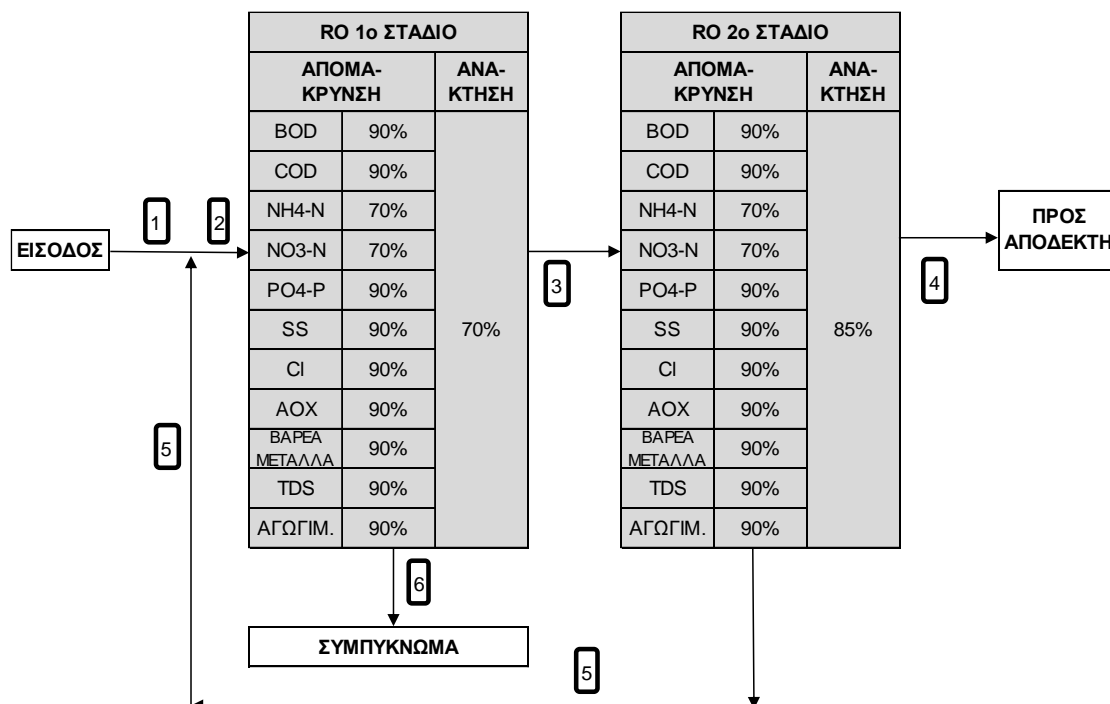 RO 1ο ΣΤΑΔΙΟ
ΑΠΟΜΑ-
ΚΡΥΝΣΗ
ΑΝΑ-
ΚΤΗΣΗ
BOD 90%
COD 90%
NH4-N 70%
NO3-N 70%
PO4-P 90%
SS 90%
Cl 90%
AOX 90%
ΒΑΡΕΑ
ΜΕΤΑΛΛΑ
90%
TDS 90%
ΑΓΩΓΙΜ. 90%
70%
RO 2ο ΣΤΑΔΙΟ
ΑΠΟΜΑ-
ΚΡΥΝΣΗ
ΑΝΑ-
ΚΤΗΣΗ
BOD 90%
COD 90%
NH4-N 70%
NO3-N 70%
PO4-P 90%
SS 90%
Cl 90%
AOX 90%
ΒΑΡΕΑ
ΜΕΤΑΛΛΑ
90%
TDS 90%
ΑΓΩΓΙΜ. 90%
85%
ΕΙΣΟΔΟΣ
1
2
3
4
ΠΡΟΣ
ΑΠΟΔΕΚΤΗ
5
6
ΣΥΜΠΥΚΝΩΜΑ
5